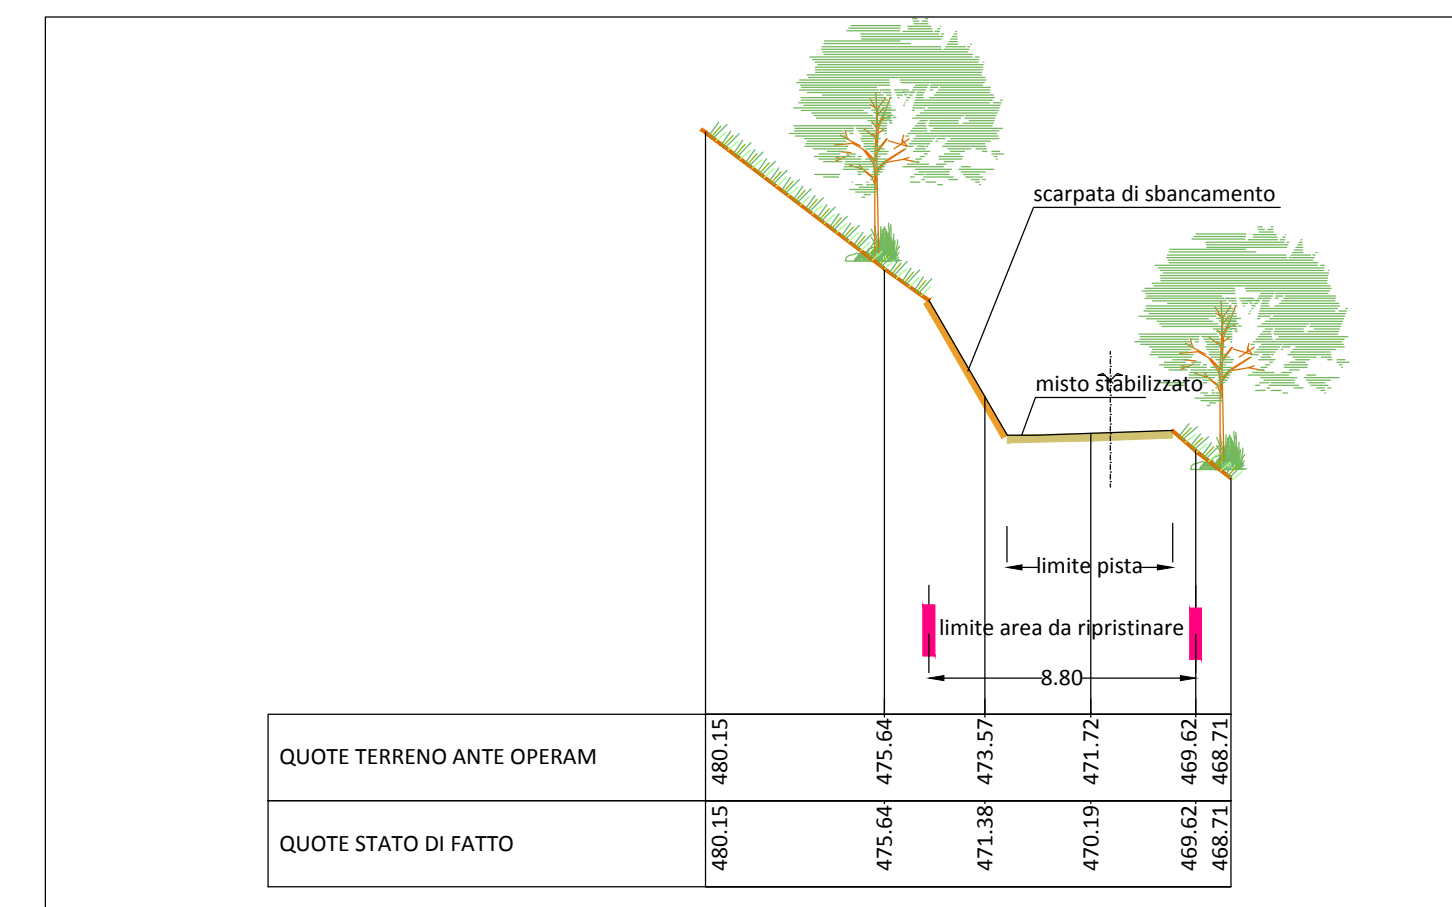 scarpata di sbancamento
misto stabilizzato
limite pista
limite area da ripristinare
8.80
QUOTE TERRENO ANTE OPERAM 480.15 475.64 473.57 471.72 469.62 468.71
QUOTE STATO DI FATTO 480.15 475.64 471.38 470.19 469.62 468.71